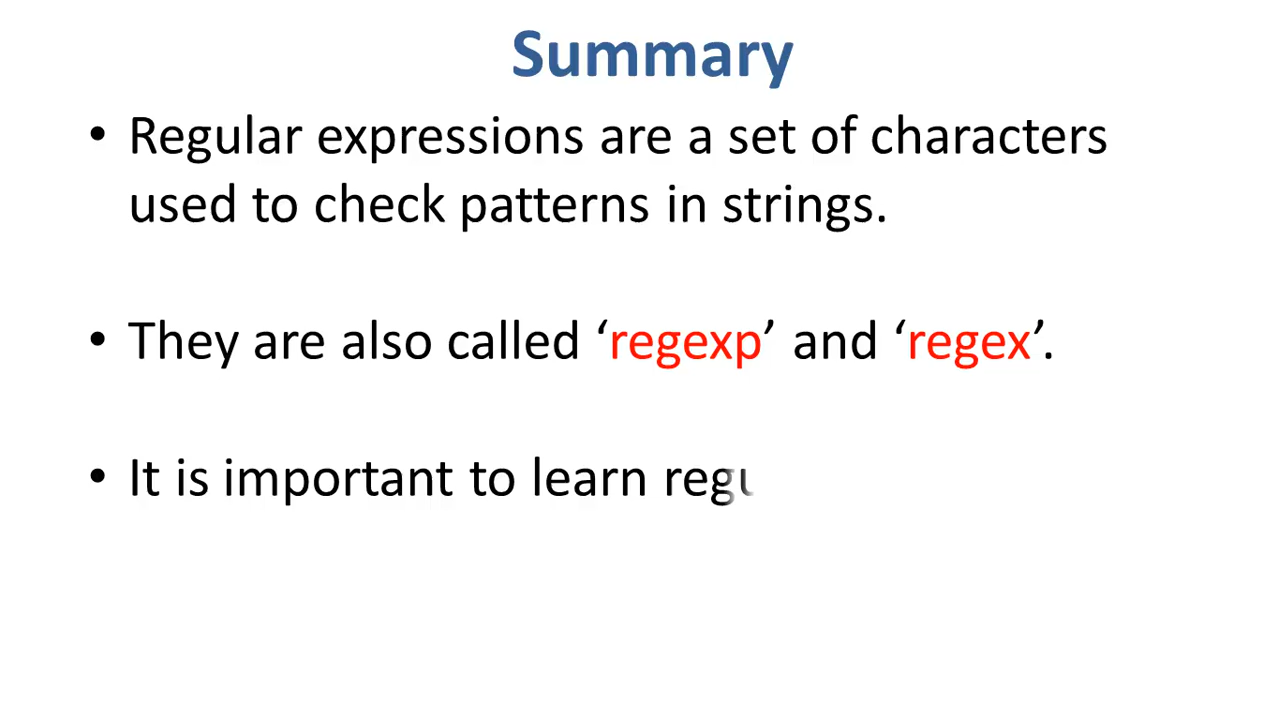 Summary
• Regular expressions are a set of characters
used to check patterns in strings.
• They are also called ‘regexp’ and ‘regex’.
• It is important to learn